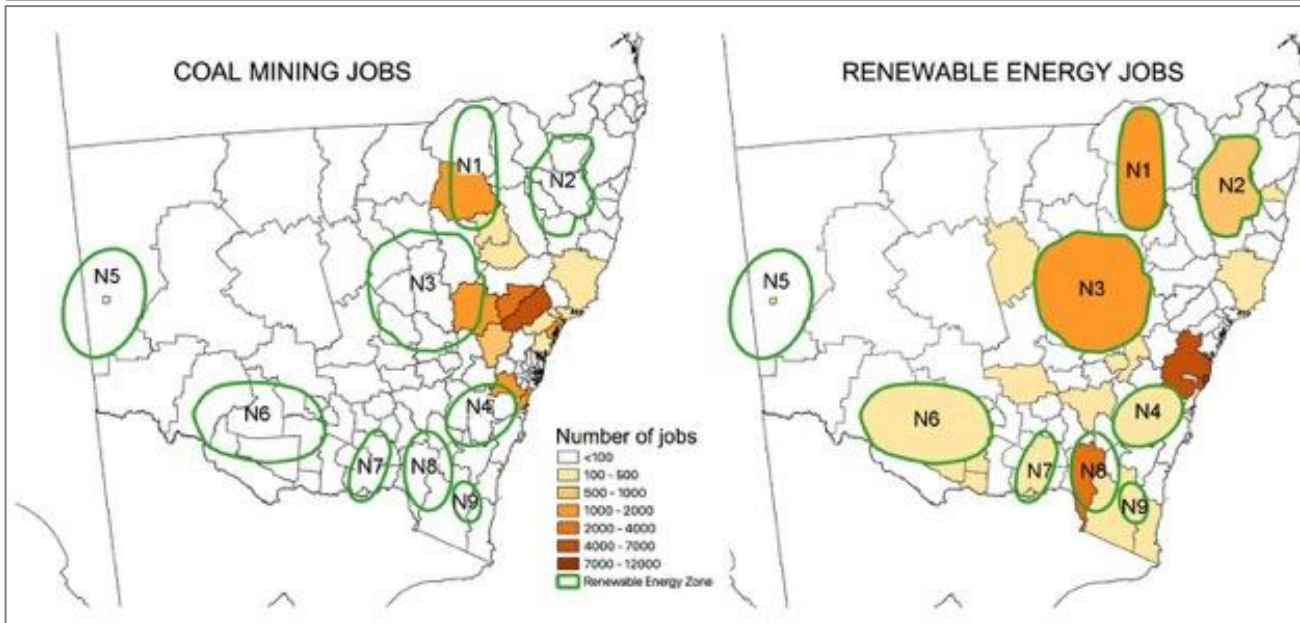 COAL MINING JOBS
N1
N2
N3
N5
N4
N6
N7
N8
N9
Number of jobs
<100
100 - 500
500 - 1000
1000 - 2000
2000 - 4000
4000 - 7000
7000 - 12000
Renewable Energy Zone
RENEWABLE ENERGY JOBS
N1
N2
N3
N5
N4
N6
N7
N8
N9